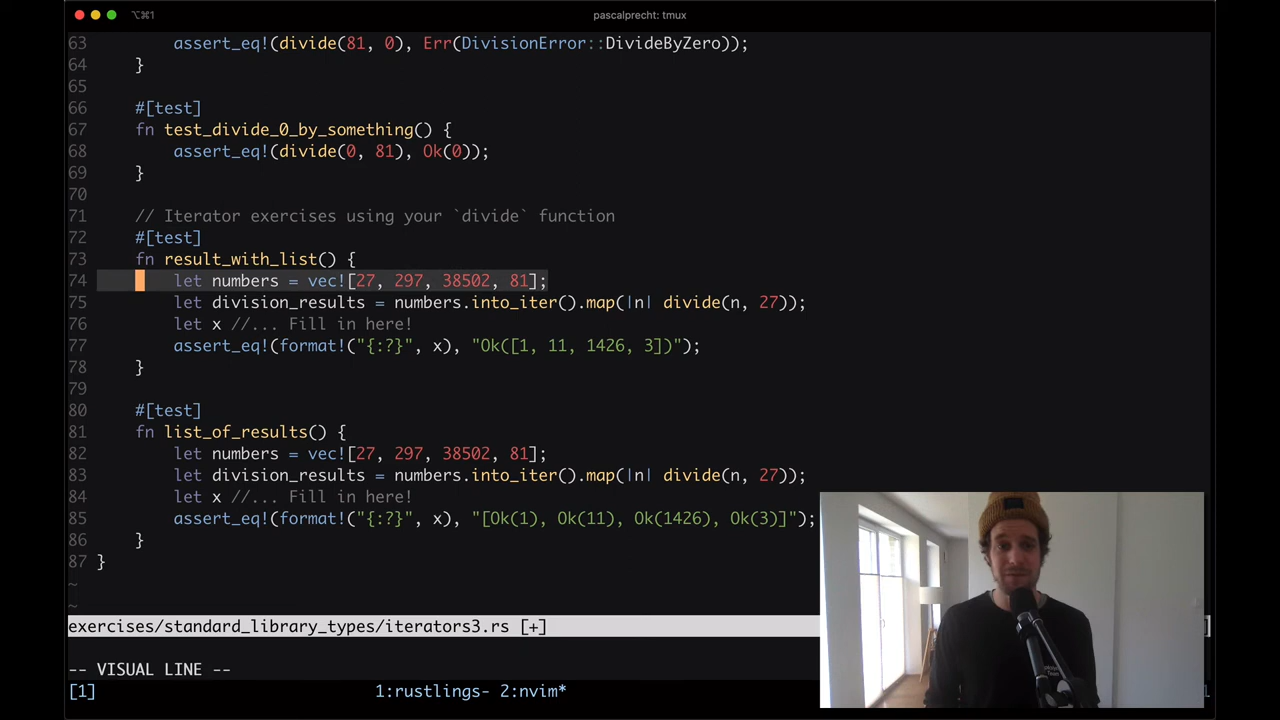 ⌥⌘1
pascalprecht: tmux
63 assert_eq!(divide(81, 0), Err(DivisionError::DivideByZero));
64 }
65
66 #[test]
67 fn test_divide_0_by_something() {
68 assert_eq!(divide(0, 81), Ok(0));
69 }
70
71 // Iterator exercises using your `divide` function
72 #[test]
73 fn result_with_list() {
74 let numbers = vec![27, 297, 38502, 81];
75 let division_results = numbers.into_iter().map(|n| divide(n, 27));
76 let x //... Fill in here!
77 assert_eq!(format!("{:?}", x), "Ok([1, 11, 1426, 3])");
78 }
79
80 #[test]
81 fn list_of_results() {
82 let numbers = vec![27, 297, 38502, 81];
83 let division_results = numbers.into_iter().map(|n| divide(n, 27));
84 let x //... Fill in here!
85 assert_eq!(format!("{:?}", x), "[Ok(1), Ok(11), Ok(1426), Ok(3)]");
86 }
87 }
~
~
exercises/standard_library_types/iterators3.rs [+]
-- VISUAL LINE --
[1] 1:rustlings- 2:nvim*